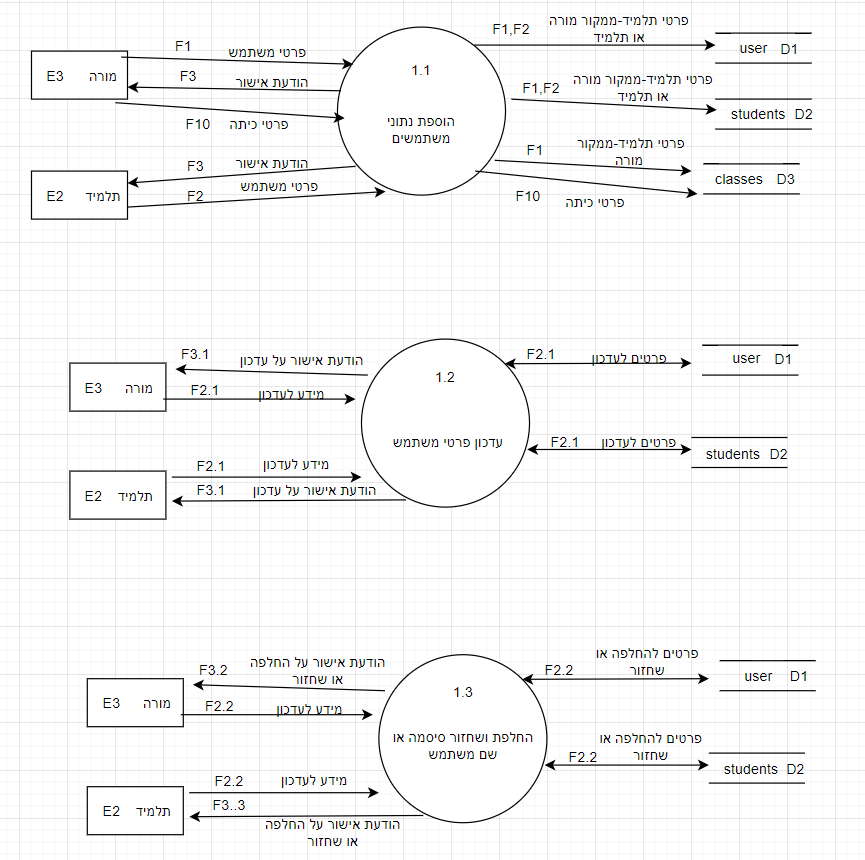 F1
פרטי משתמש
E3 מורה
F3
הודעת אישור
F10
פרטי כיתה
F3
הודעת אישור
E2 תלמיד
F2
פרטי משתמש
1.1
הוספת נתוני
משתמשים
F1,F2
פרטי תלמיד-ממקור מורה
או תלמיד
user D1
F1,F2
פרטי תלמיד-ממקור מורה
או תלמיד
students D2
F1
פרטי תלמיד-ממקור
מורה
classes D3
F10
פרטי כיתה
F3.1
הודעת אישור על עדכון
E3 מורה
F2.1
מידע לעדכון
F2.1
מידע לעדכון
E2 תלמיד
F3.1
הודעת אישור על עדכון
1.2
עדכון פרטי משתמש
F2.1
פרטים לעדכון
user D1
F2.1
פרטים לעדכון
students D2
F3.2
הודעת אישור על החלפה
או שחזור
E3 מורה
F2.2
מידע לעדכון
F2.2
מידע לעדכון
E2 תלמיד
F3..3
הודעת אישור על החלפה
או שחזור
1.3
החלפת ושחזור סיסמה או
שם משתמש
F2.2
פרטים להחלפה או
שחזור
user D1
F2.2
פרטים להחלפה או
שחזור
students D2